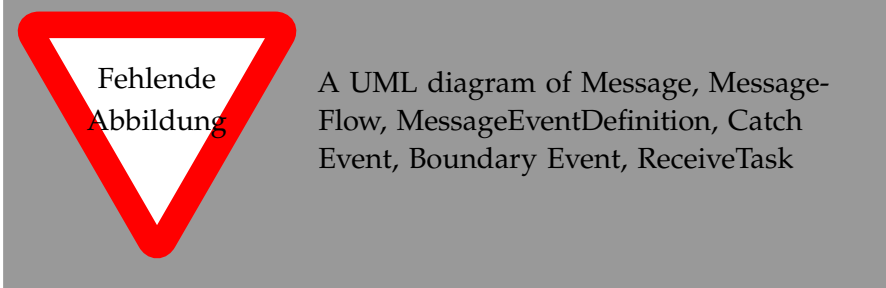 Fehlende
Abbildung
A UML diagram of Message, Message-
Flow, MessageEventDefinition, Catch
Event, Boundary Event, ReceiveTask